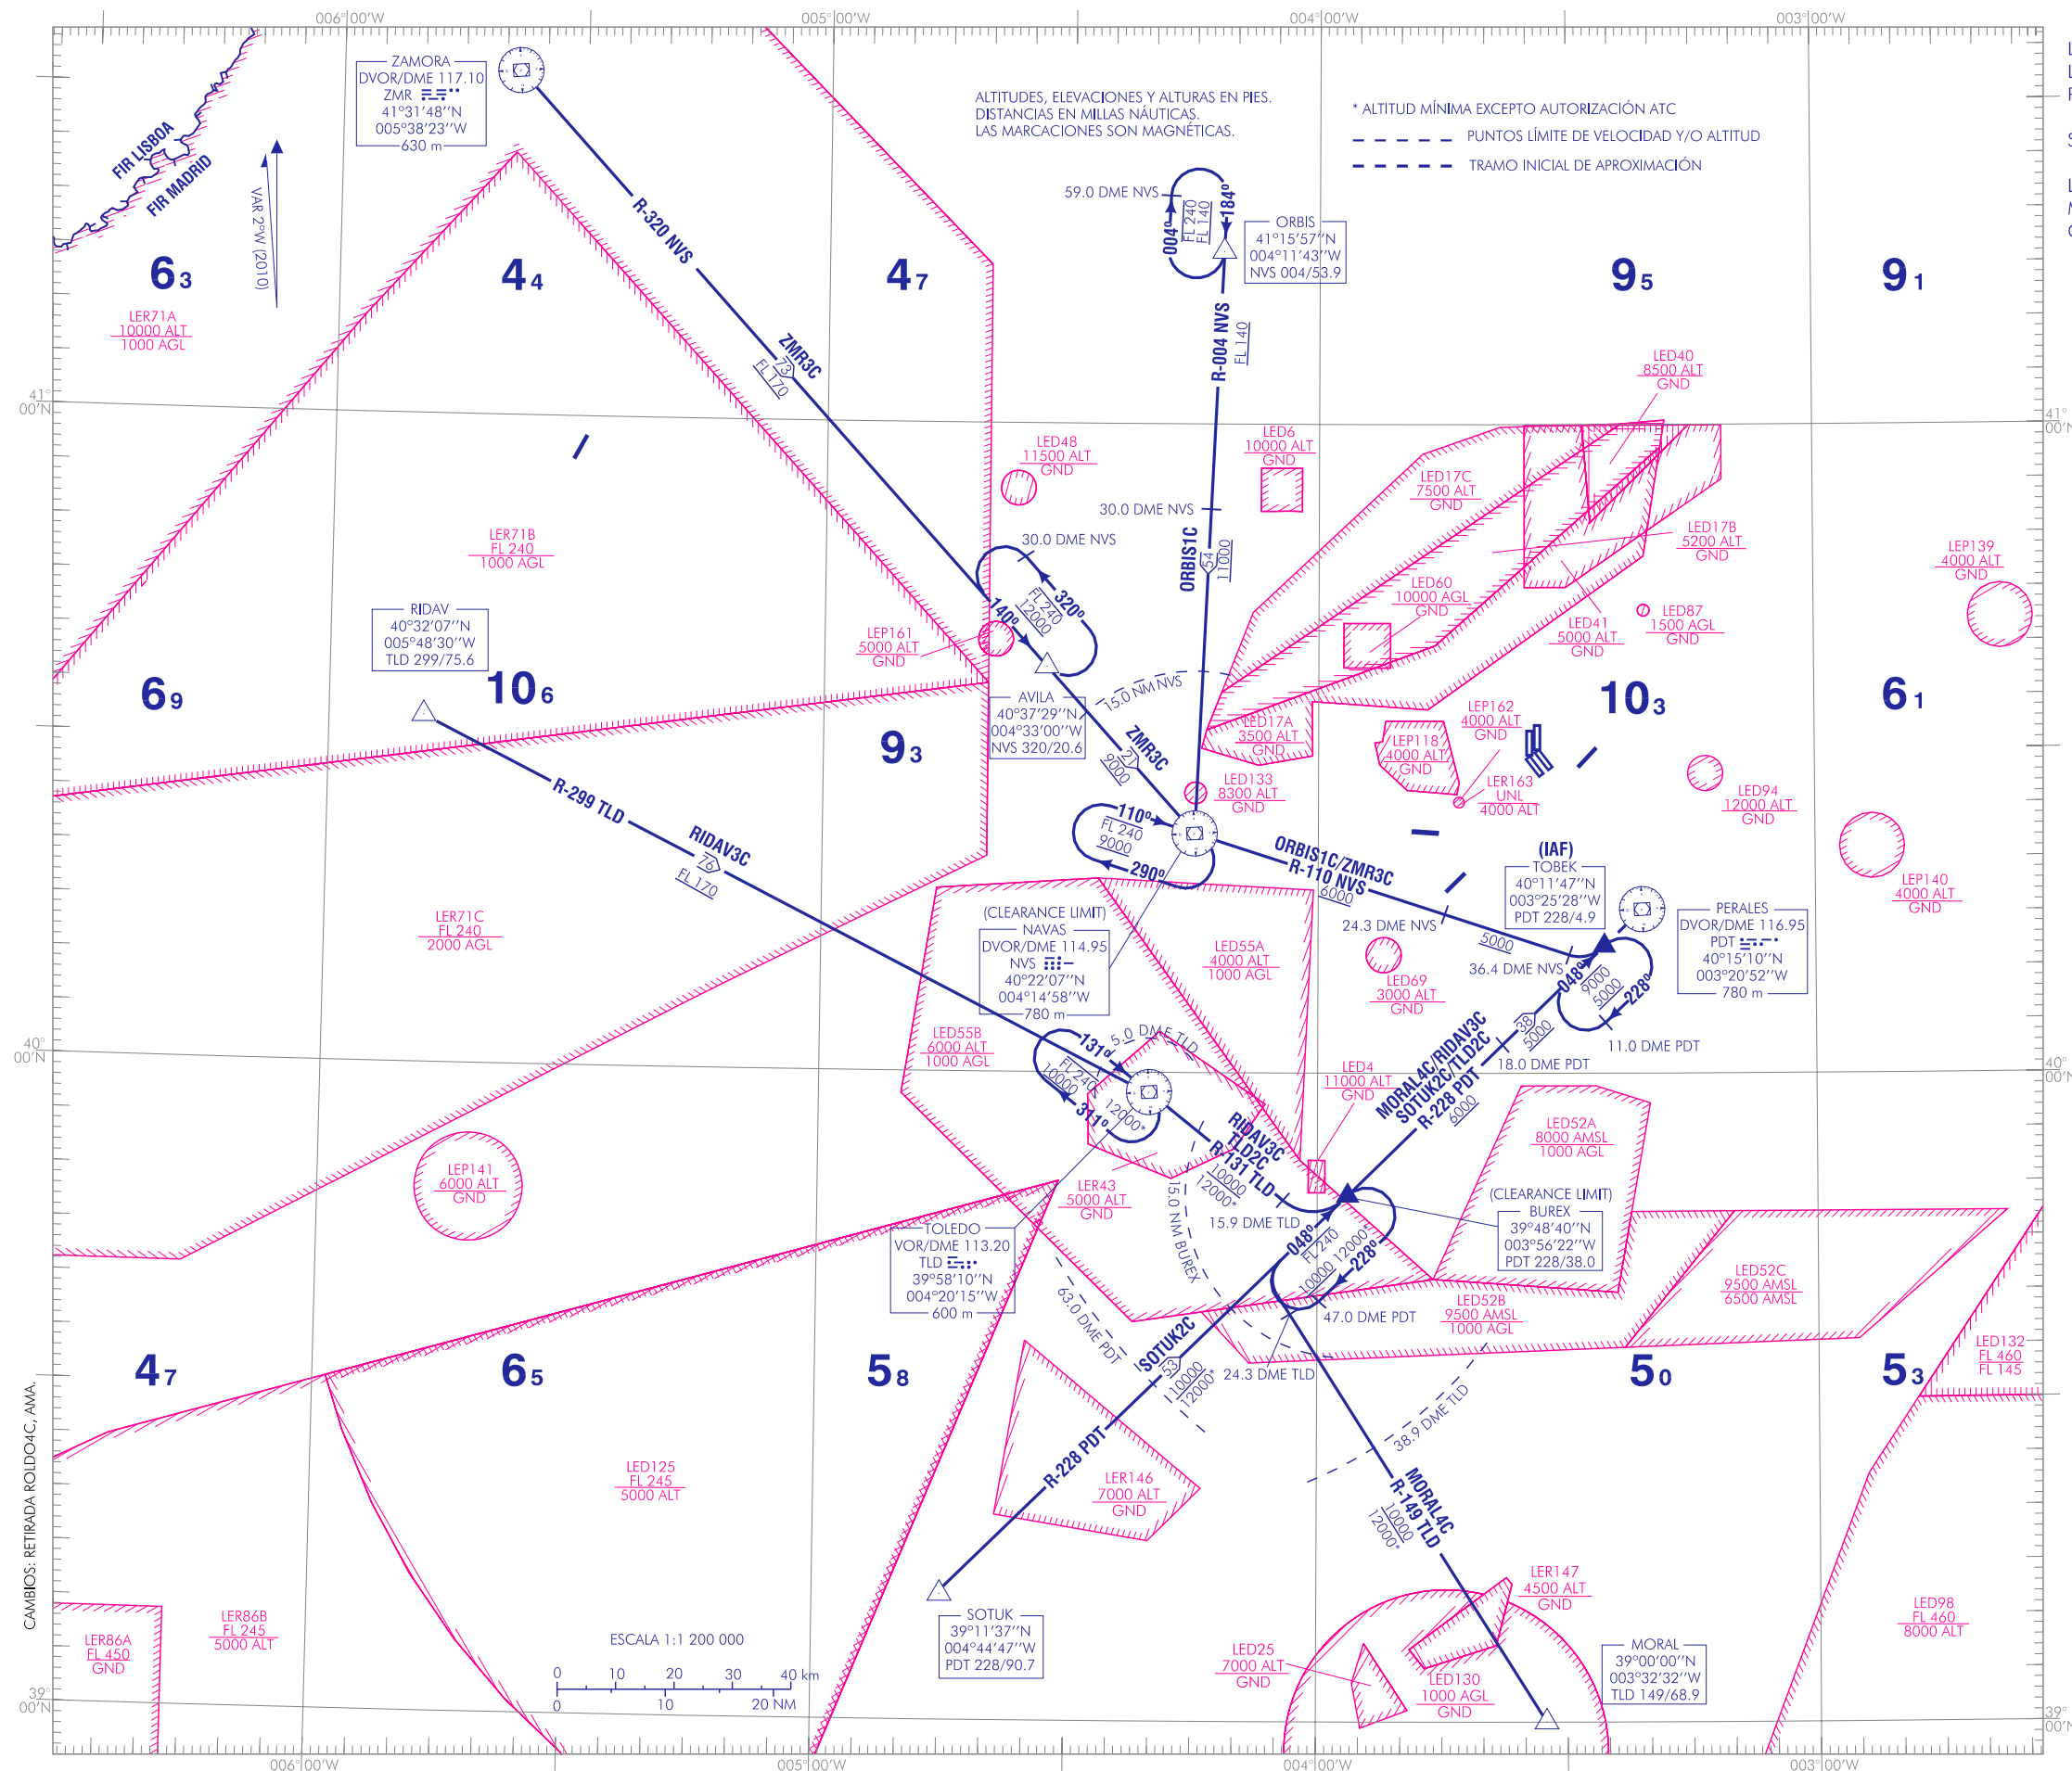 006°00'W
005°00'W
004°00'W
003°00'W
ZAMORA
DVOR/DME 117.10
ZMR
41°31'48''N
005°38'23''W
630 m
ALTITUDES, ELEVACIONES Y ALTURAS EN PIES.
DISTANCIAS EN MILLAS NÁUTICAS.
LAS MARCACIONES SON MAGNÉTICAS.
* ALTITUD MÍNIMA EXCEPTO AUTORIZACIÓN ATC
PUNTOS LÍMITE DE VELOCIDAD Y/O ALTITUD
TRAMO INICIAL DE APROXIMACIÓN
FIR LISBOA
FIR MADRID
VAR 2°W (2010)
R-320 NVS
59.0 DME NVS
004º
FL 240
FL 140
184º
ORBIS
41°15'57''N
004°11'43''W
NVS 004/53.9
63
44
47
95
91
LER71A
10000 ALT
1000 AGL
ZMR3C
73
FL 170
R-004 NVS
FL 140
LED40
8500 ALT
GND
41°
00'N
41°
00'N
LED48
11500 ALT
GND
LED6
10000 ALT
GND
LED17C
7500 ALT
GND
30.0 DME NVS
LED17B
5200 ALT
GND
LER71B
FL 240
1000 AGL
30.0 DME NVS
ORBIS1C
54
11000
LEP139
4000 ALT
GND
LED60
10000 AGL
GND
LED87
1500 AGL
GND
LED41
5000 ALT
GND
RIDAV
40°32'07''N
005°48'30''W
TLD 299/75.6
LEP161
5000 ALT
GND
140º
FL 240
12000
320º
69
106
103
61
15.0 NM NVS
AVILA
40°37'29''N
004°33'00''W
NVS 320/20.6
LED17A
3500 ALT
GND
LEP162
4000 ALT
GND
LEP118
4000 ALT
GND
93
ZMR3C
21
9000
LED133
8300 ALT
GND
LER163
UNL
4000 ALT
LED94
12000 ALT
GND
R-299 TLD
RIDAV3C
76
FL 170
110º
FL 240
9000
290º
ORBIS1C/ZMR3C
R-110 NVS
6000
(IAF)
TOBEK
40°11'47''N
003°25'28''W
PDT 228/4.9
LEP140
4000 ALT
GND
LER71C
FL 240
2000 AGL
(CLEARANCE LIMIT)
NAVAS
DVOR/DME 114.95
NVS
40°22'07''N
004°14'58''W
780 m
24.3 DME NVS
5000
36.4 DME NVS
PERALES
DVOR/DME 116.95
PDT
40°15'10''N
003°20'52''W
780 m
LED55A
4000 ALT
1000 AGL
LED69
3000 ALT
GND
048º
9000
5000
228º
11.0 DME PDT
LED55B
6000 ALT
1000 AGL
5.0 DME TLD
131º
FL 240
10000
12000*
311º
MORAL4C/RIDAV3C
SOTUK2C/TLD2C
R-228 PDT
6000
38
5000
18.0 DME PDT
40°
00'N
40°
00'N
LED4
11000 ALT
GND
LED52A
8000 AMSL
1000 AGL
RIDAV3C
TLD2C
R-131 TLD
10000
12000*
LEP141
6000 ALT
GND
LER43
5000 ALT
GND
15.0 NM BUREX
15.9 DME TLD
(CLEARANCE LIMIT)
BUREX
39°48'40''N
003°56'22''W
PDT 228/38.0
TOLEDO
VOR/DME 113.20
TLD
39°58'10''N
004°20'15''W
600 m
048º
FL 240
10000 12000*
228º
63.0 DME PDT
47.0 DME PDT
LED52B
9500 AMSL
1000 AGL
LED52C
9500 AMSL
6500 AMSL
LED132
FL 460
FL 145
47
65
58
50
53
SOTUK2C
53
10000
12000*
24.3 DME TLD
38.9 DME TLD
R-228 PDT
LED125
FL 245
5000 ALT
LER146
7000 ALT
GND
MORAL4C
R-149 TLD
10000
12000*
CAMBIOS: RETIRADA ROLDO4C, AMA.
LER147
4500 ALT
GND
LER86A
FL 450
GND
LER86B
FL 245
5000 ALT
SOTUK
39°11'37''N
004°44'47''W
PDT 228/90.7
LED25
7000 ALT
GND
LED130
1000 AGL
GND
MORAL
39°00'00''N
003°32'32''W
TLD 149/68.9
LED98
FL 460
8000 ALT
ESCALA 1:1 200 000
0 10 20 30 40 km
0 10 20 NM
39°
00'N
39°
00'N
006°00'W
005°00'W
004°00'W
003°00'W